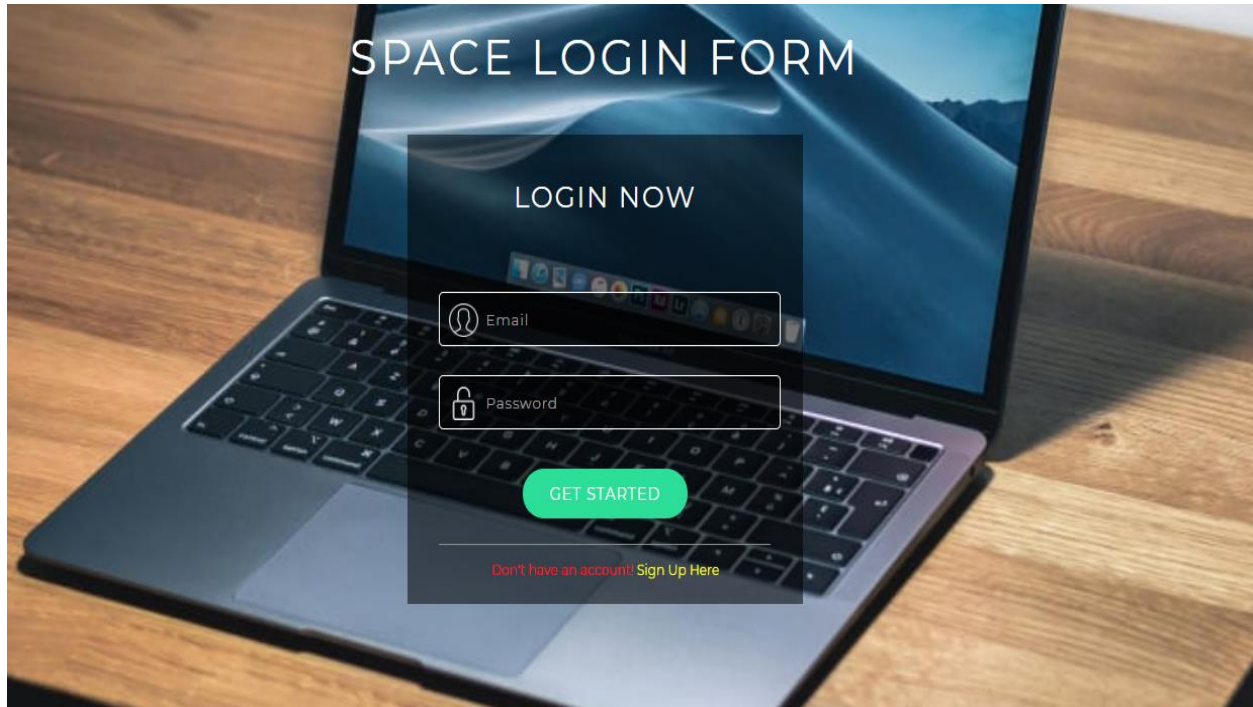 SPACE LOGIN FORM
LOGIN NOW
Email
Password
GET STARTED
Don't have an account! Sign Up Here